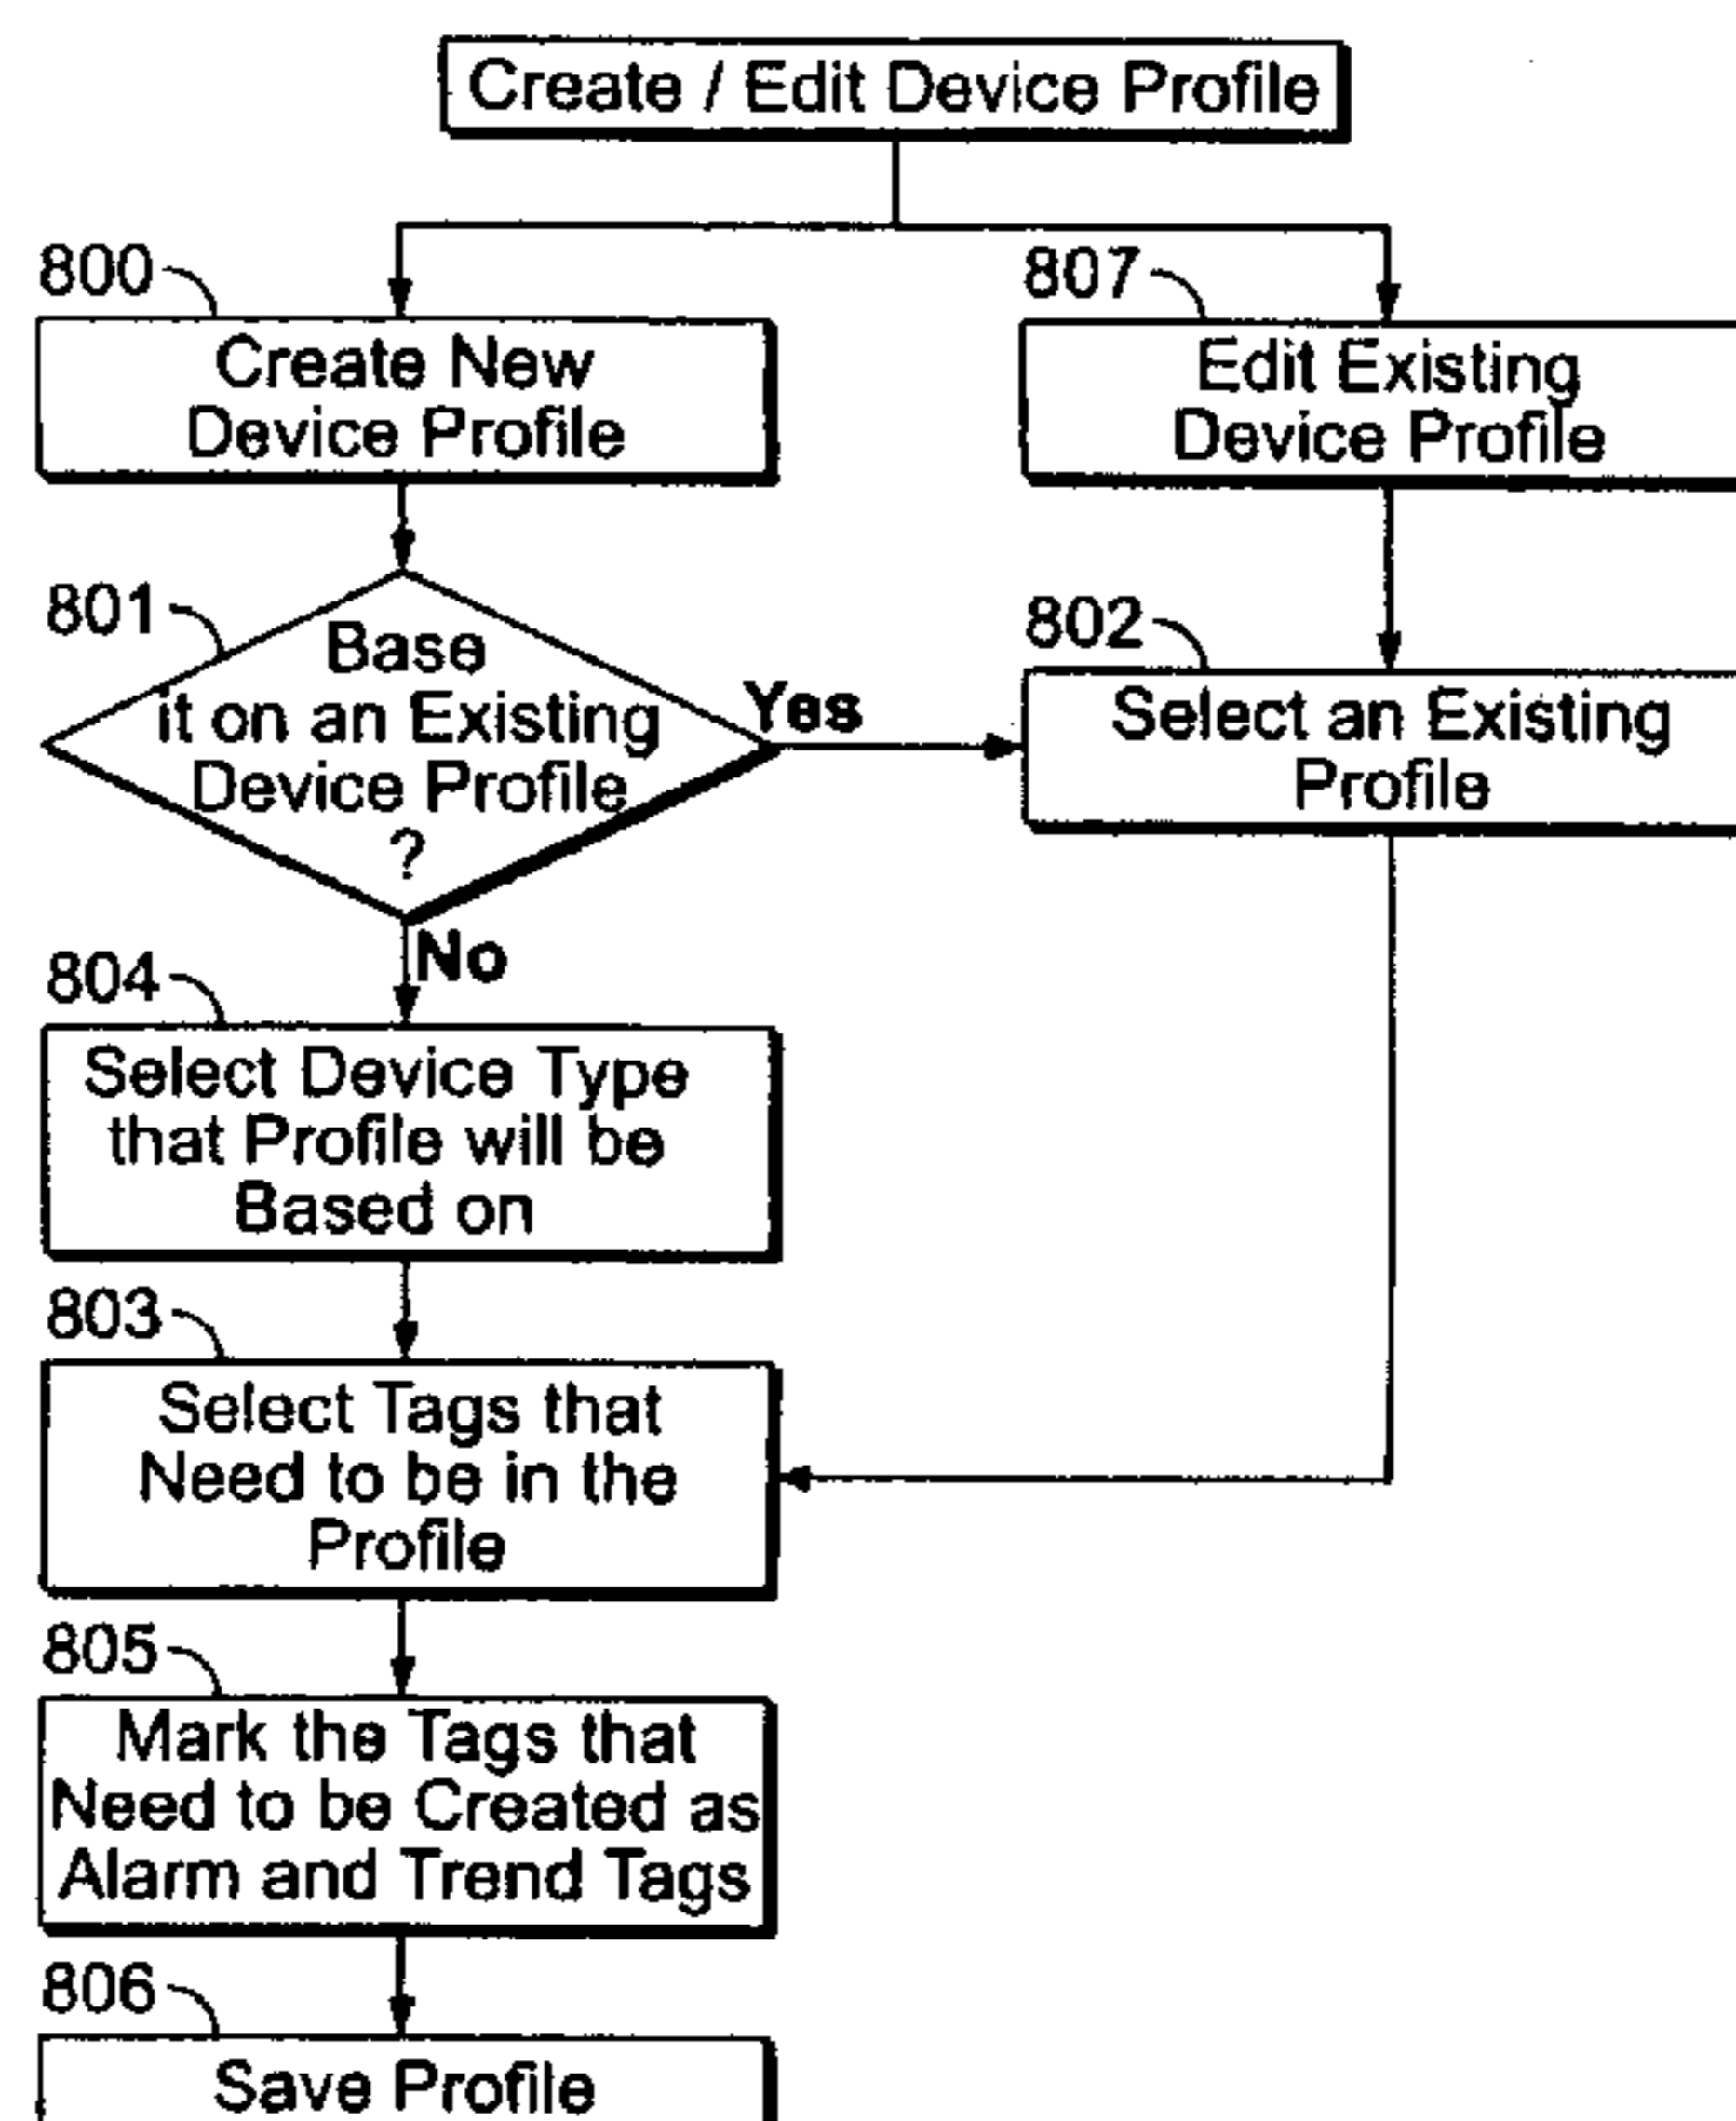 Create / Edit Device Profile
800
Create New
Device Profile
807
Edit Existing
Device Profile
801
Base
it on an Existing
Device Profile
?
Yes
802
Select an Existing
Profile
No
804
Select Device Type
that Profile will be
Based on
803
Select Tags that
Need to be in the
Profile
805
Mark the Tags that
Need to be Created as
Alarm and Trend Tags
806
Save Profile